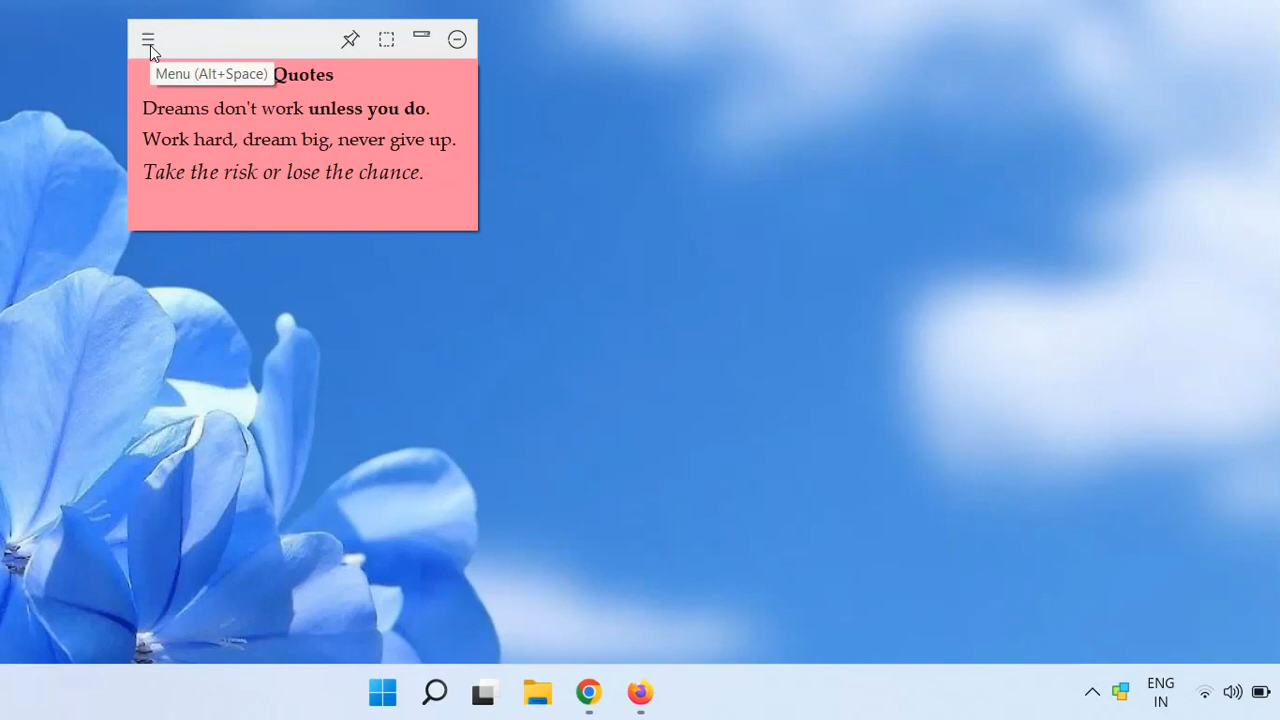 Menu (Alt+Space)
Quotes
Dreams don't work unless you do.
Work hard, dream big, never give up.
Take the risk or lose the chance.
ENG
IN